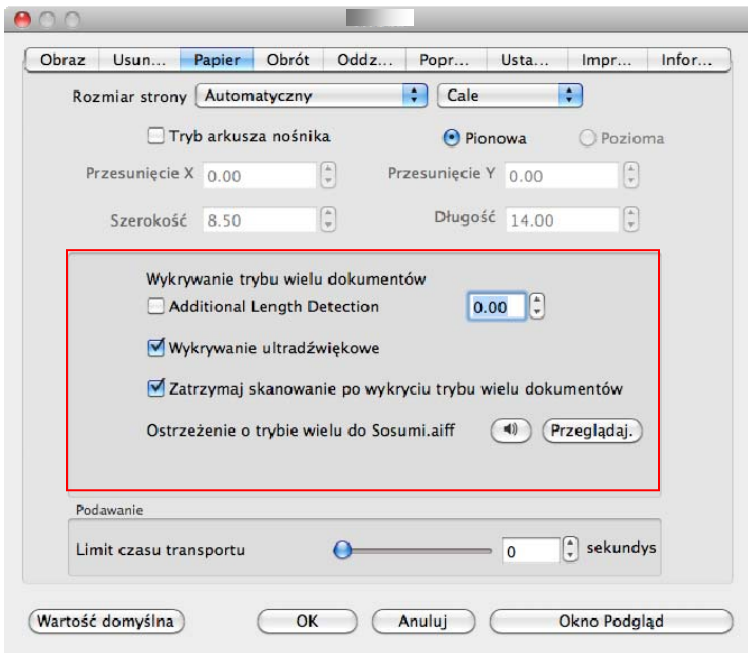 Obraz Usun... Papier Obrót Oddz... Popr... Usta... Impr... Infor...
Rozmiar strony Automatyczny Cale
Tryb arkusza nośnika Pionowa Pozioma
Przesunięcie X 0.00 Przesunięcie Y 0.00
Szerokość 8.50 Długość 14.00
Wykrywanie trybu wielu dokumentów
Additional Length Detection 0.00
Wykrywanie ultradźwiękowe
Zatrzymaj skanowanie po wykryciu trybu wielu dokumentów
Ostrzeżenie o trybie wielu do Sosumi.aiff Przeglądaj.
Podawanie
Limit czasu transportu 0 sekundys
Wartość domyślna OK Anuluj Okno Podgląd